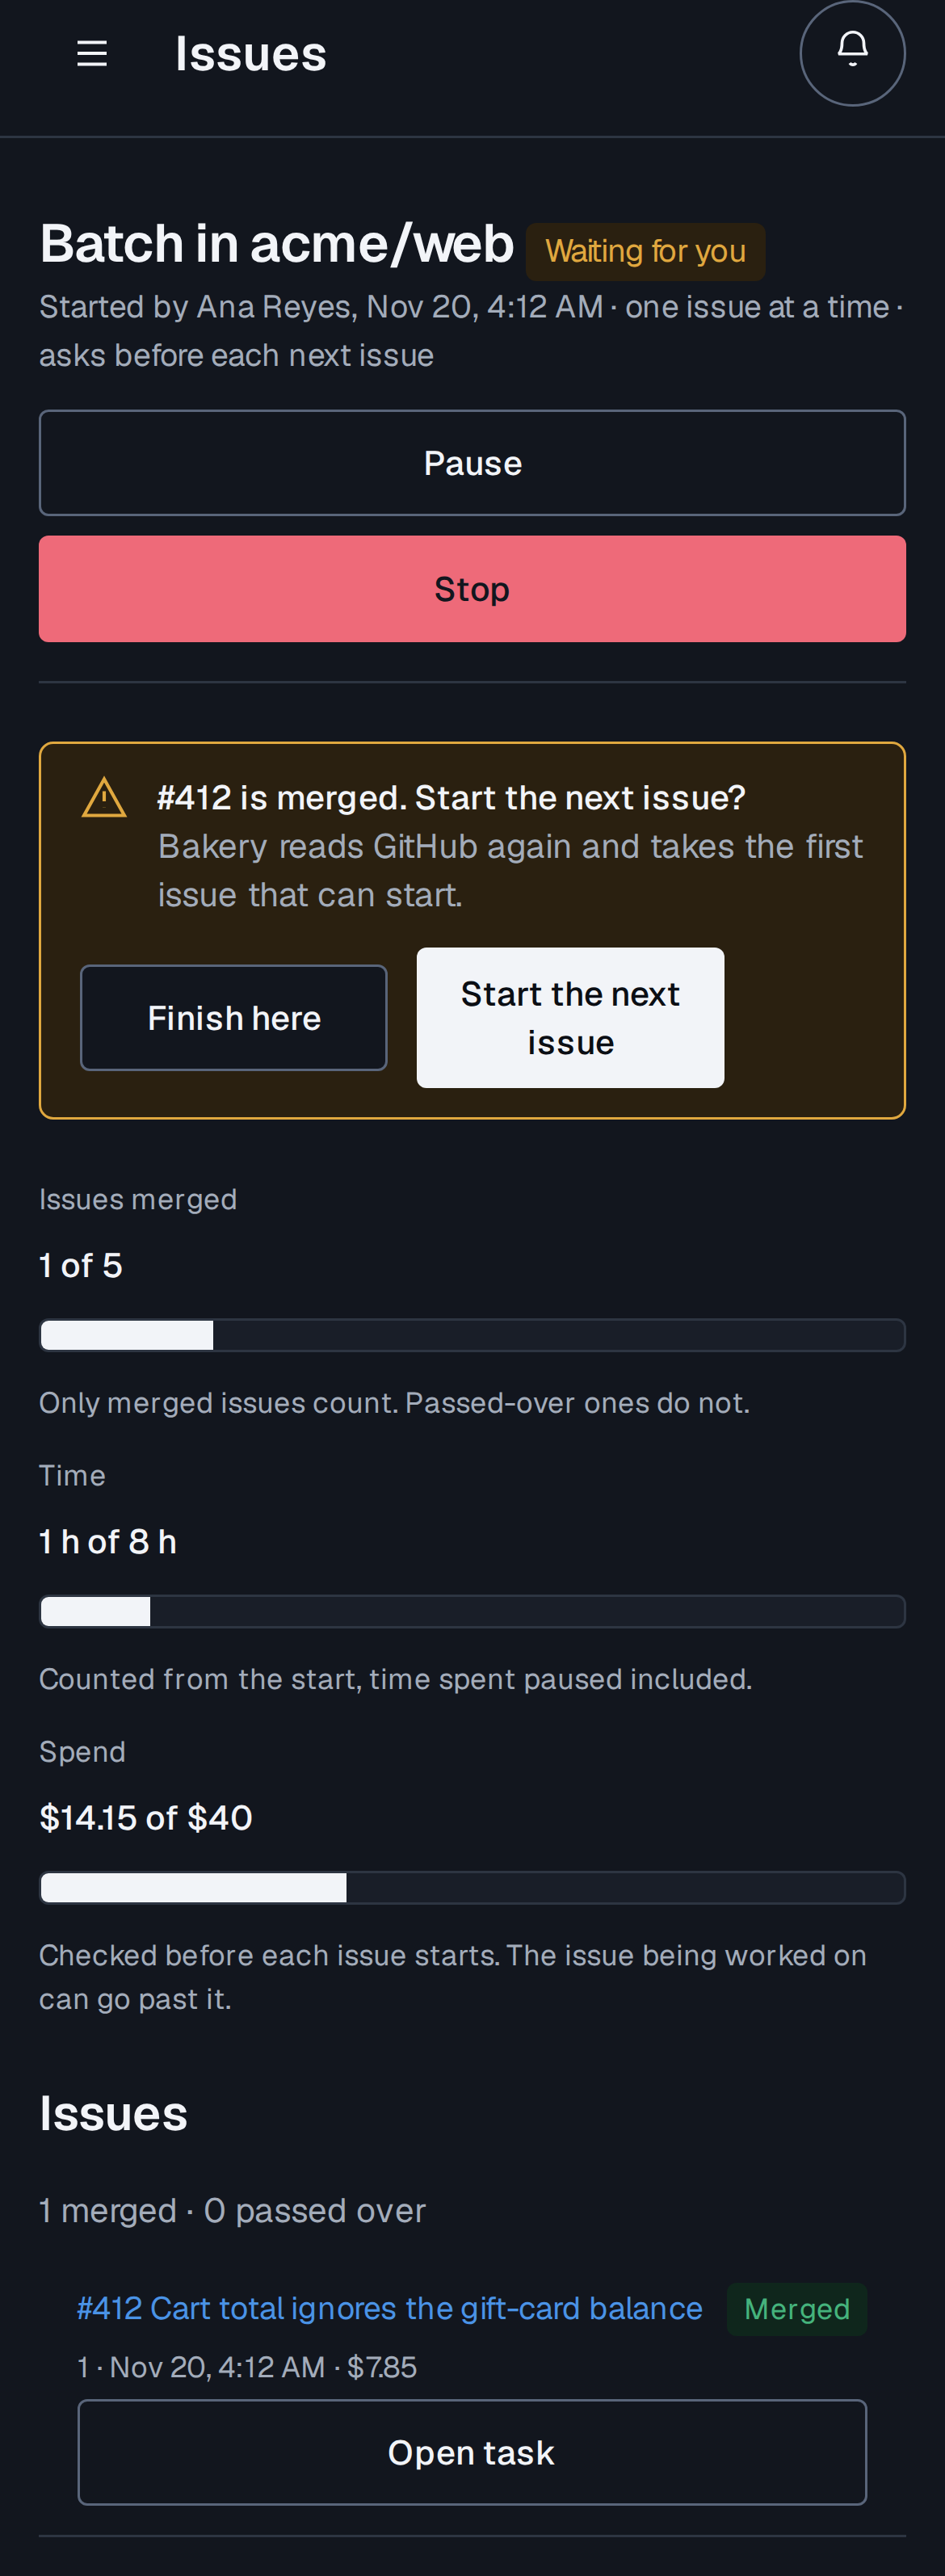 Issues
Batch in acme/web Waiting for you
Started by Ana Reyes, Nov 20, 4:12 AM · one issue at a time ·
asks before each next issue
Pause
Stop
#412 is merged. Start the next issue?
Bakery reads GitHub again and takes the first
issue that can start.
Finish here
Start the next
issue
Issues merged
1 of 5
Only merged issues count. Passed-over ones do not.
Time
1 h of 8 h
Counted from the start, time spent paused included.
Spend
$14.15 of $40
Checked before each issue starts. The issue being worked on
can go past it.
Issues
1 merged · 0 passed over
#412 Cart total ignores the gift-card balance Merged
1 · Nov 20, 4:12 AM · $7.85
Open task